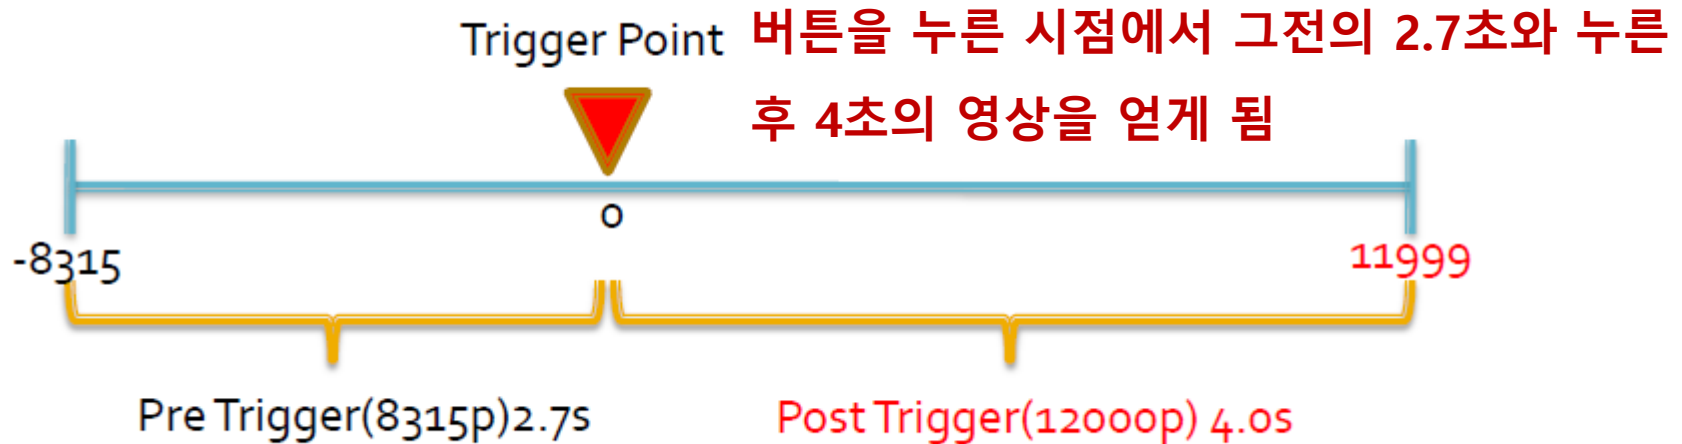 Trigger Point
버튼을 누른 시점에서 그전의 2.7초와 누른
후 4초의 영상을 얻게 됨
0
-8315
11999
Pre Trigger(8315p)2.7s
Post Trigger(12000p) 4.0s